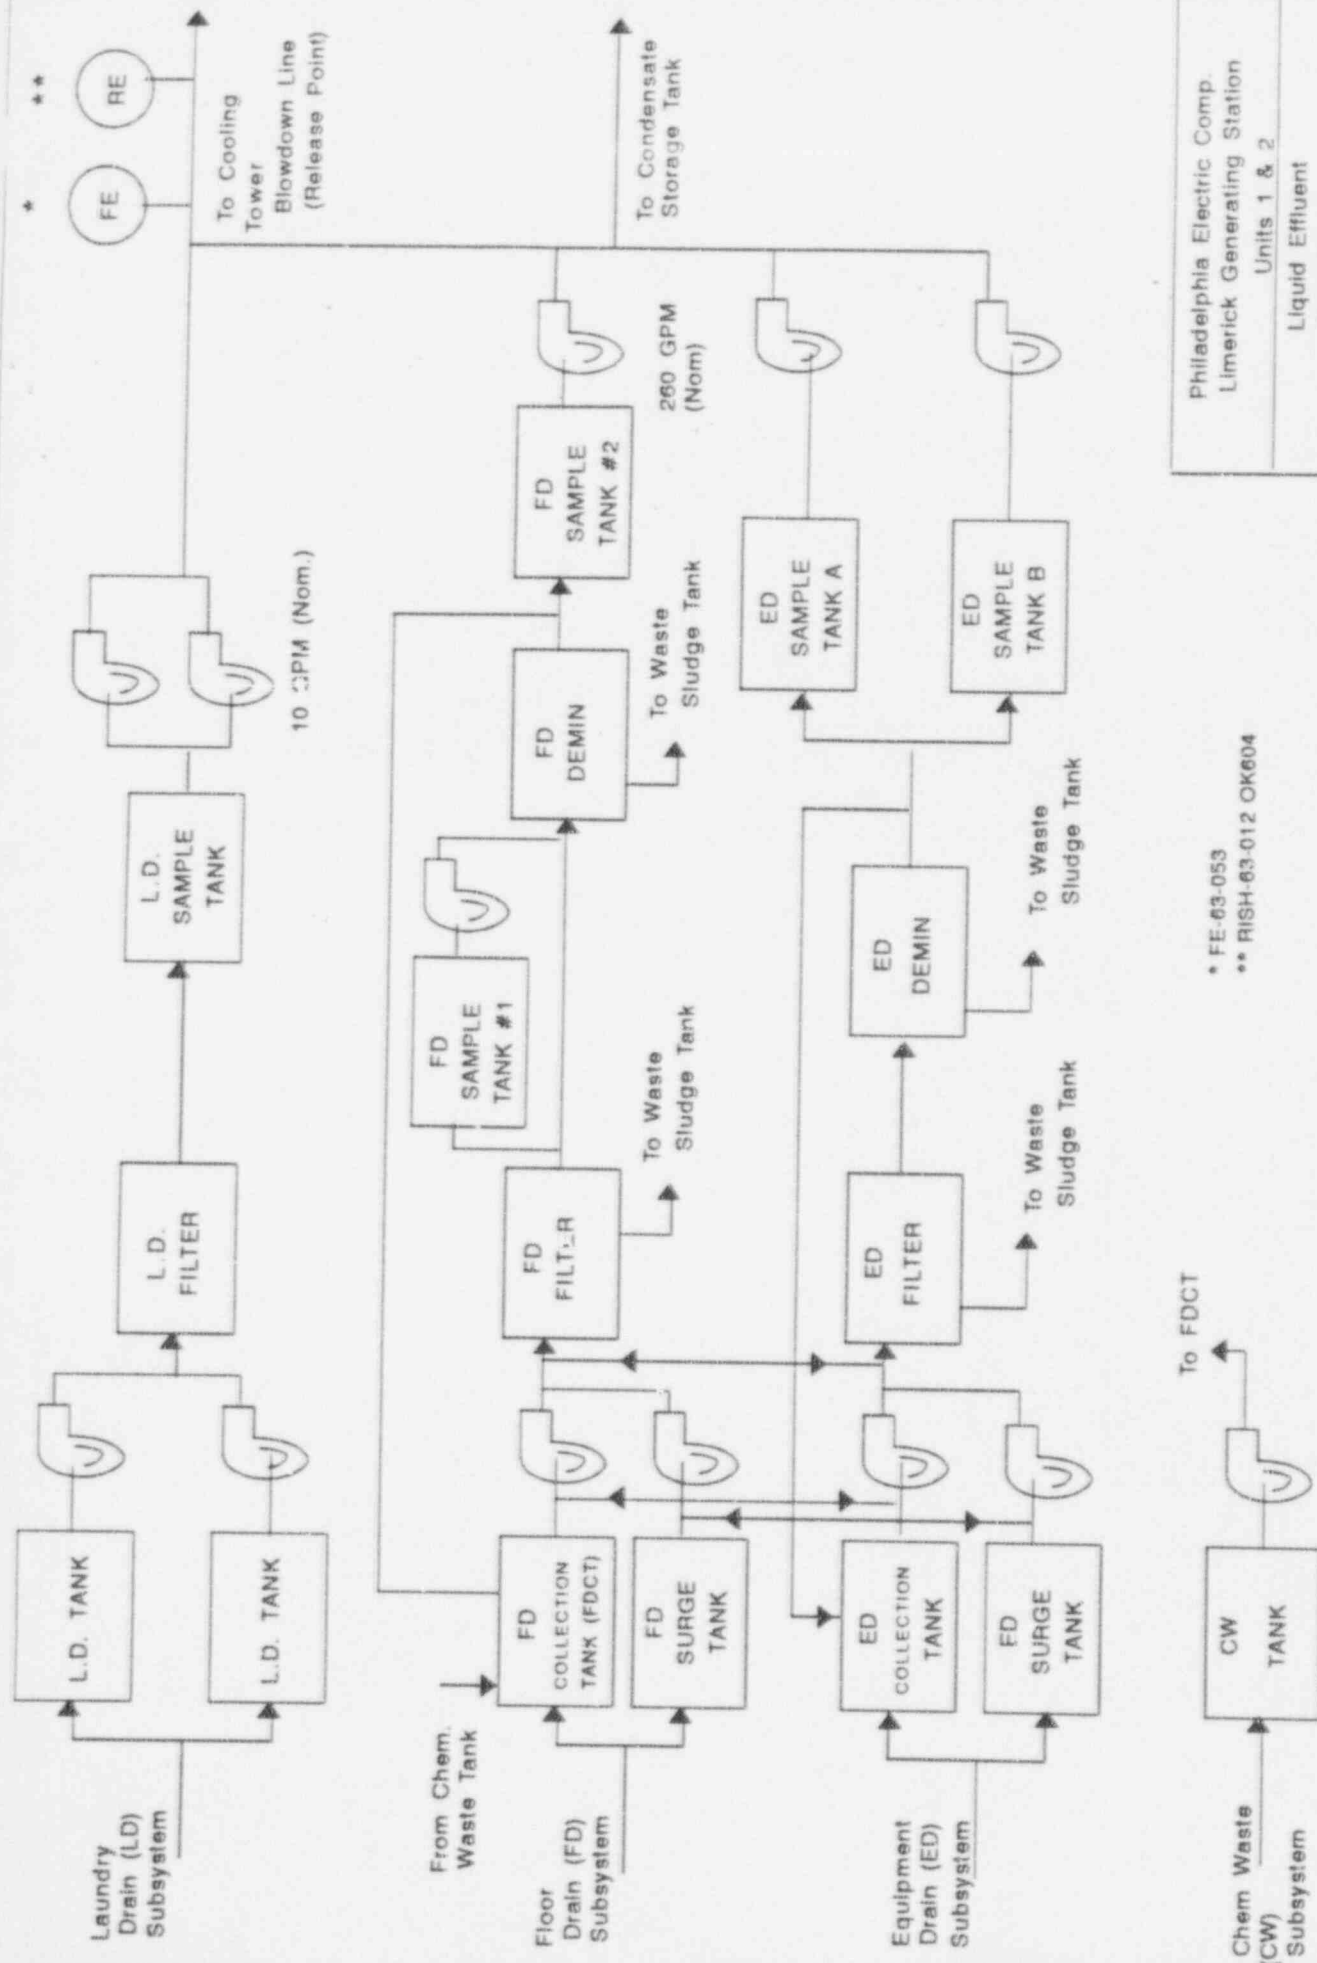 Laundry
Drain (LD)
Subsystem
L.D. TANK
L.D. TANK
L.D.
FILTER
L.D.
SAMPLE
TANK
10 GPM (Nom.)
*
FE
**
RE
To Cooling
Tower
Blowdown Line
(Release Point)
From Chem.
Waste Tank
Floor
Drain (FD)
Subsystem
FD
COLLECTION
TANK (FDCT)
FD
SURGE
TANK
FD
FILTER
To Waste
Sludge Tank
FD
SAMPLE
TANK #1
FD
DEMIN
To Waste
Sludge Tank
FD
SAMPLE
TANK #2
260 GPM
(Nom)
To Condensate
Storage Tank
Equipment
Drain (ED)
Subsystem
ED
COLLECTION
TANK
ED
SURGE
TANK
ED
FILTER
To Waste
Sludge Tank
ED
DEMIN
To Waste
Sludge Tank
ED
SAMPLE
TANK A
ED
SAMPLE
TANK B
Chem Waste
(CW)
Subsystem
CW
TANK
To FDCT
* FE-63-053
** RISH-63-012 OK604
Philadelphia Electric Comp.
Limerick Generating Station
Units 1 & 2
Liquid Effluent